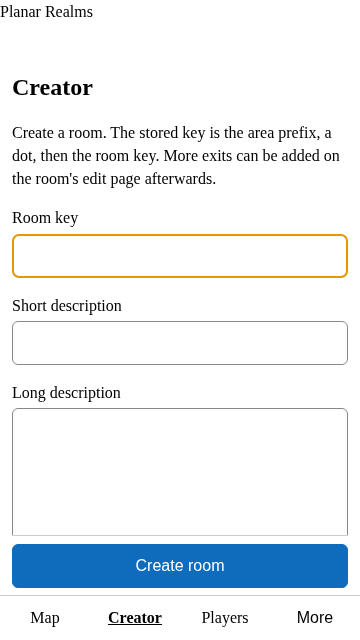 Planar Realms
Creator
Create a room. The stored key is the area prefix, a
dot, then the room key. More exits can be added on
the room's edit page afterwards.
Room key
Short description
Long description
Create room
Map Creator Players More